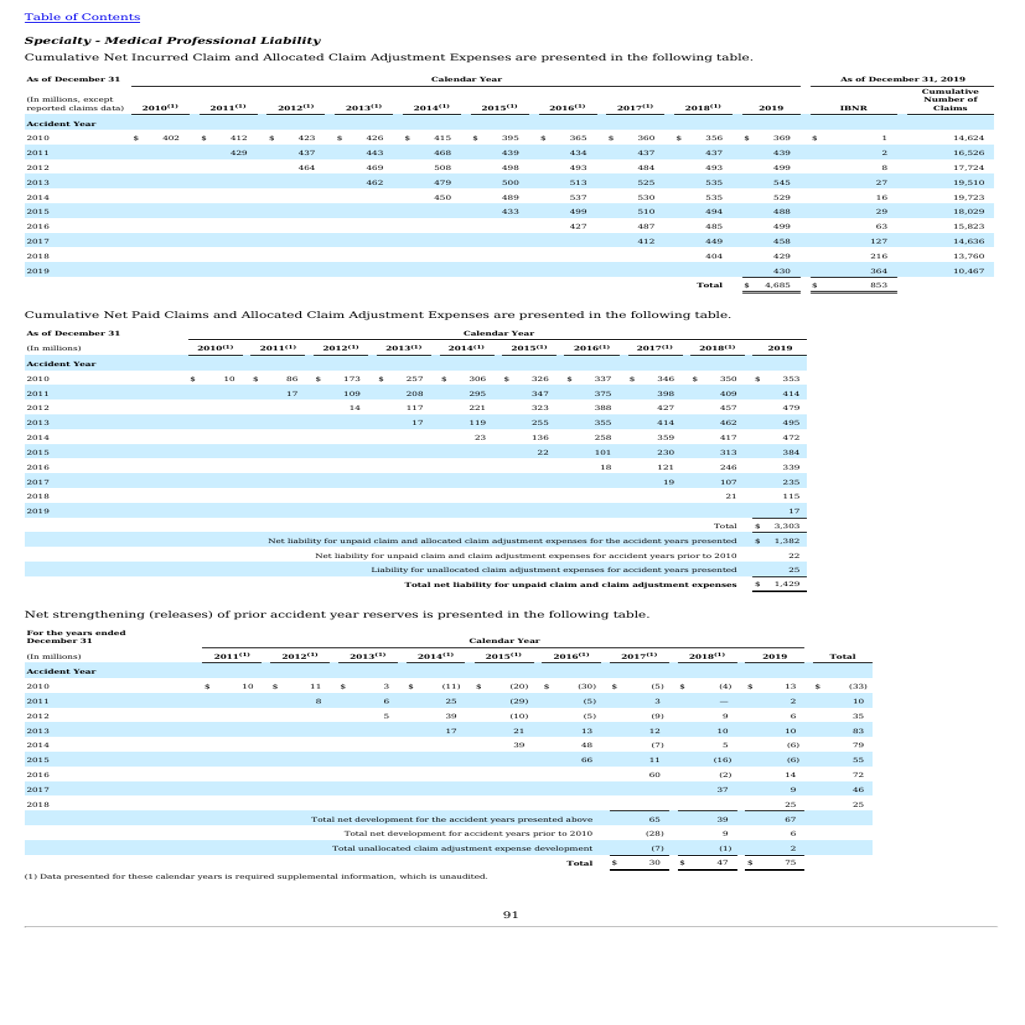 Table of Contents
Specialty - Medical Professional Liability
Cumulative Net Incurred Claim and Allocated Claim Adjustment Expenses are presented in the following table.
As of December 31 Calendar Year As of December 31, 2019
(In millions, except reported claims data) 2010(1) 2011(1) 2012(1) 2013(1) 2014(1) 2015(1) 2016(1) 2017(1) 2018(1) 2019 IBNR Cumulative Number of Claims
Accident Year
2010 $ 402 $ 412 $ 423 $ 426 $ 415 $ 395 $ 365 $ 360 $ 356 $ 369 $ 1 14,624
2011 429 437 443 468 439 434 437 437 439 2 16,526
2012 464 469 508 498 493 484 493 499 8 17,724
2013 462 479 500 513 525 535 545 27 19,510
2014 450 489 537 530 535 529 16 19,723
2015 433 499 510 494 488 29 18,029
2016 427 487 485 499 63 15,823
2017 412 449 458 127 14,636
2018 404 429 216 13,760
2019 430 364 10,467
Total $ 4,685 $ 853
Cumulative Net Paid Claims and Allocated Claim Adjustment Expenses are presented in the following table.
As of December 31 Calendar Year
(In millions) 2010(1) 2011(1) 2012(1) 2013(1) 2014(1) 2015(1) 2016(1) 2017(1) 2018(1) 2019
Accident Year
2010 $ 10 $ 86 $ 173 $ 257 $ 306 $ 326 $ 337 $ 346 $ 350 $ 353
2011 17 109 208 295 347 375 398 409 414
2012 14 117 221 323 388 427 457 479
2013 17 119 255 355 414 462 495
2014 23 136 258 359 417 472
2015 22 101 230 313 384
2016 18 121 246 339
2017 19 107 235
2018 21 115
2019 17
Total $ 3,303
Net liability for unpaid claim and allocated claim adjustment expenses for the accident years presented $ 1,382
Net liability for unpaid claim and claim adjustment expenses for accident years prior to 2010 22
Liability for unallocated claim adjustment expenses for accident years presented 25
Total net liability for unpaid claim and claim adjustment expenses $ 1,429
Net strengthening (releases) of prior accident year reserves is presented in the following table.
For the years ended December 31 Calendar Year
(In millions) 2011(1) 2012(1) 2013(1) 2014(1) 2015(1) 2016(1) 2017(1) 2018(1) 2019 Total
Accident Year
2010 $ 10 $ 11 $ 3 $ (11) $ (20) $ (30) $ (5) $ (4) $ 13 $ (33)
2011 8 6 25 (29) (5) 3 — 2 10
2012 5 39 (10) (5) (9) 9 6 35
2013 17 21 13 12 10 10 83
2014 39 48 (7) 5 (6) 79
2015 66 11 (16) (6) 55
2016 60 (2) 14 72
2017 37 9 46
2018 25 25
Total net development for the accident years presented above 65 39 67
Total net development for accident years prior to 2010 (28) 9 6
Total unallocated claim adjustment expense development (7) (1) 2
Total $ 30 $ 47 $ 75
(1) Data presented for these calendar years is required supplemental information, which is unaudited.
91